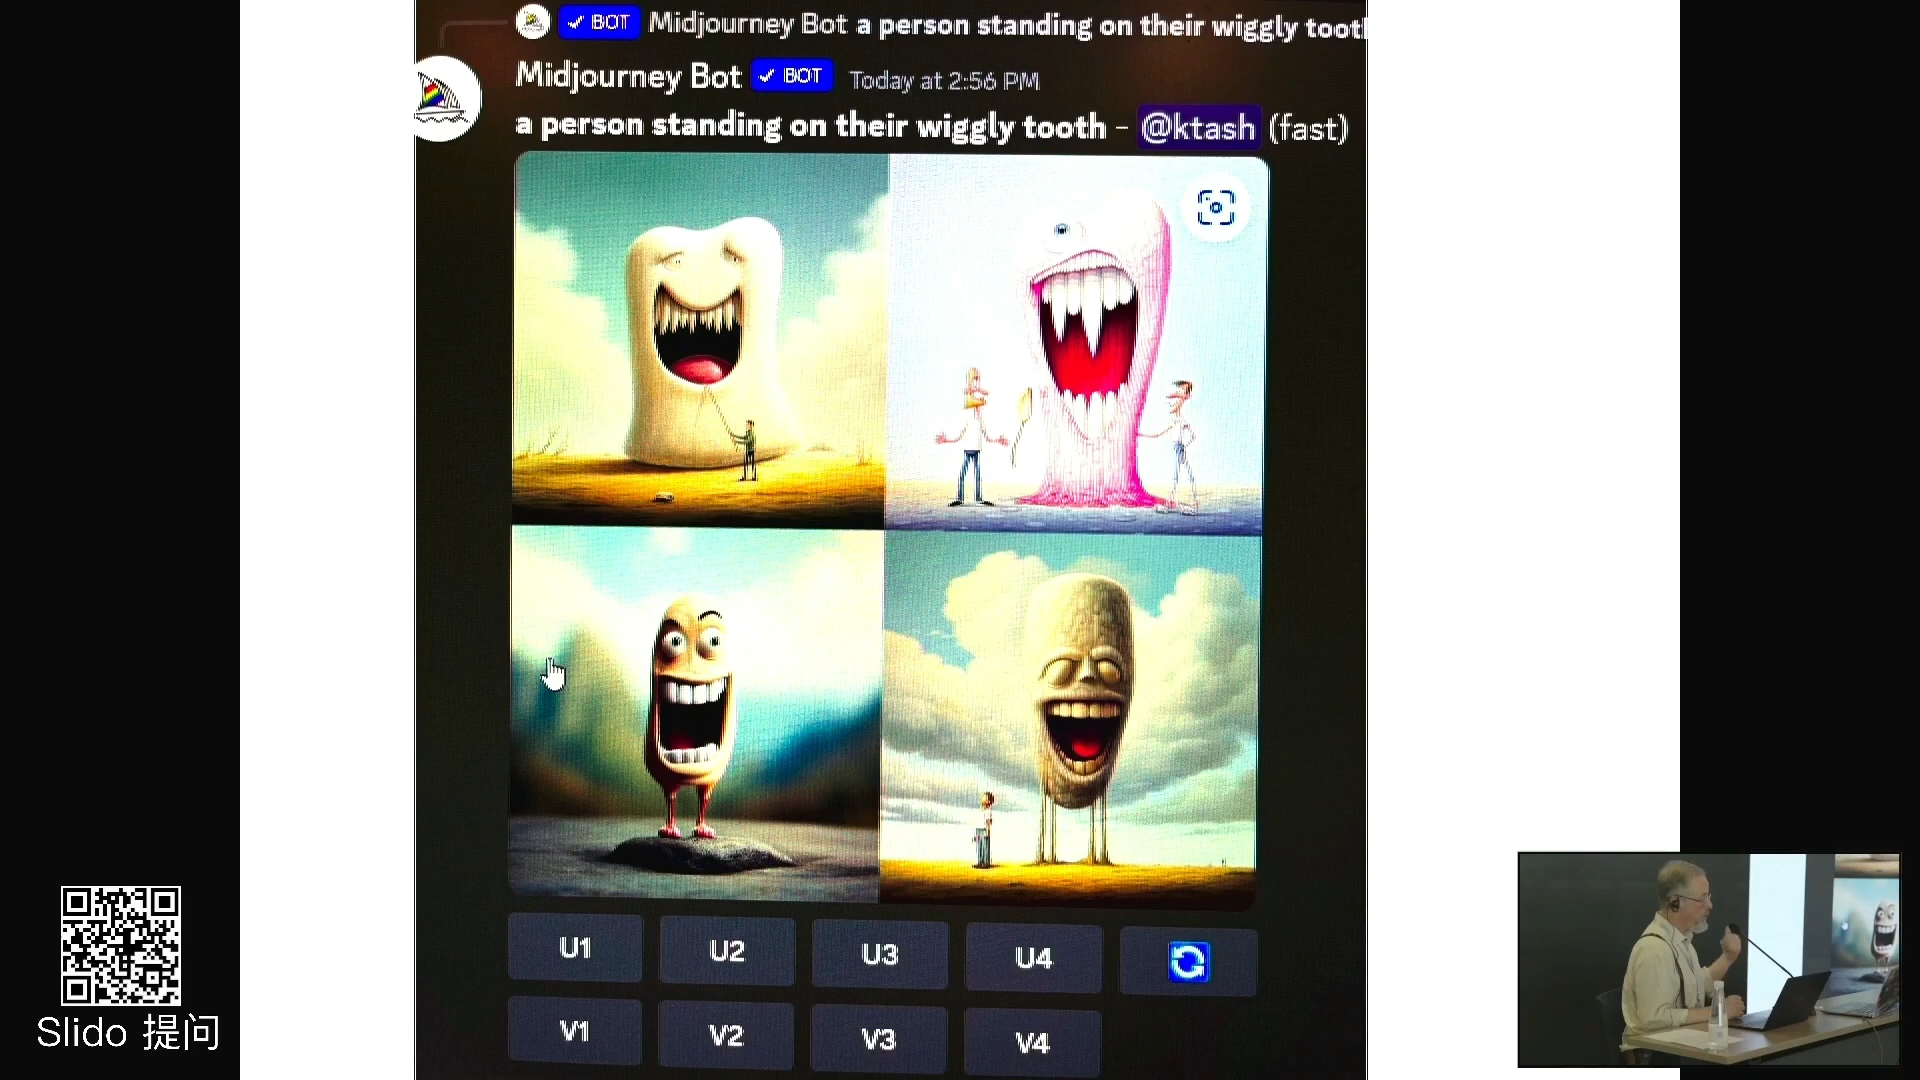 ✓ BOT Midjourney Bot a person standing on their wiggly tooth
Midjourney Bot ✓ BOT Today at 2:56 PM
a person standing on their wiggly tooth - @ktash (fast)
U1 U2 U3 U4
V1 V2 V3 V4
Slido 提问